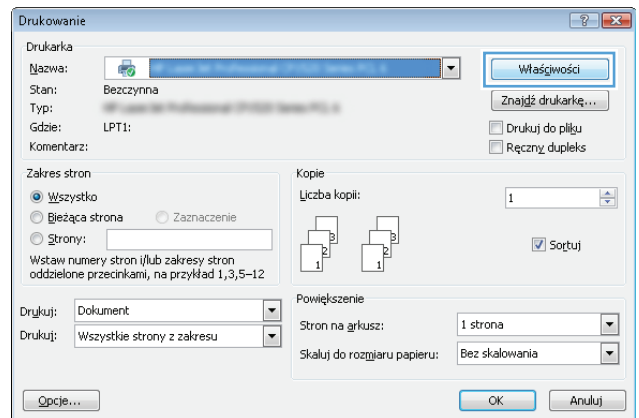 Drukowanie
Drukarka
Nazwa:
Właściwości
Stan: Bezczynna
Typ:
Znajdź drukarkę...
Gdzie: LPT1:
Drukuj do pliku
Komentarz:
Ręczny dupleks
Zakres stron
Wszystko
Bieżąca strona Zaznaczenie
Strony:
Wstaw numery stron i/lub zakresy stron
oddzielone przecinkami, na przykład 1,3,5–12
Kopie
Liczba kopii: 1
1 2 3 1 2 3
Sortuj
Drukuj: Dokument
Drukuj: Wszystkie strony z zakresu
Powiększenie
Stron na arkusz: 1 strona
Skaluj do rozmiaru papieru: Bez skalowania
Opcje...
OK
Anuluj